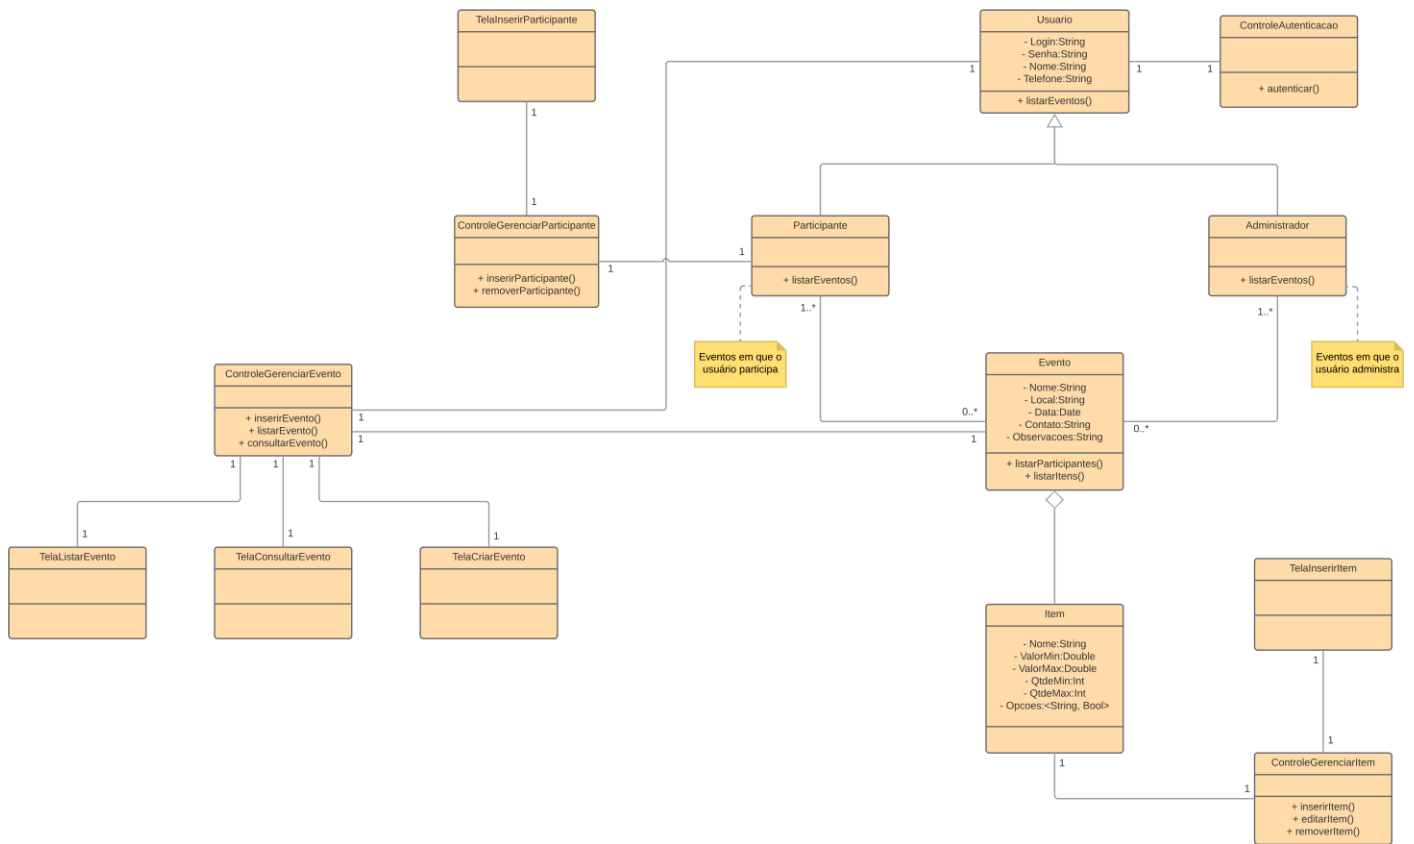 TelaInserirParticipante
Usuario
- Login:String
- Senha:String
- Nome:String
- Telefone:String
+ listarEventos()
ControleAutenticacao
+ autenticar()
1
1
1
1
1
ControleGerenciarParticipante
+ inserirParticipante()
+ removerParticipante()
1
1
Participante
+ listarEventos()
Administrador
+ listarEventos()
1..*
1..*
Eventos em que o
usuário participa
Eventos em que o
usuário administra
ControleGerenciarEvento
+ inserirEvento()
+ listarEvento()
+ consultarEvento()
1
1
Evento
- Nome:String
- Local:String
- Data:Date
- Contato:String
- Observacoes:String
+ listarParticipantes()
+ listarItens()
0..*
0..*
1
1
1
1
1
1
1
TelaListarEvento
TelaConsultarEvento
TelaCriarEvento
TelaInserirItem
Item
- Nome:String
- ValorMin:Double
- ValorMax:Double
- QtdeMin:Int
- QtdeMax:Int
- Opcoes:<String, Bool>
1
1
1
1
ControleGerenciarItem
+ inserirItem()
+ editarItem()
+ removerItem()